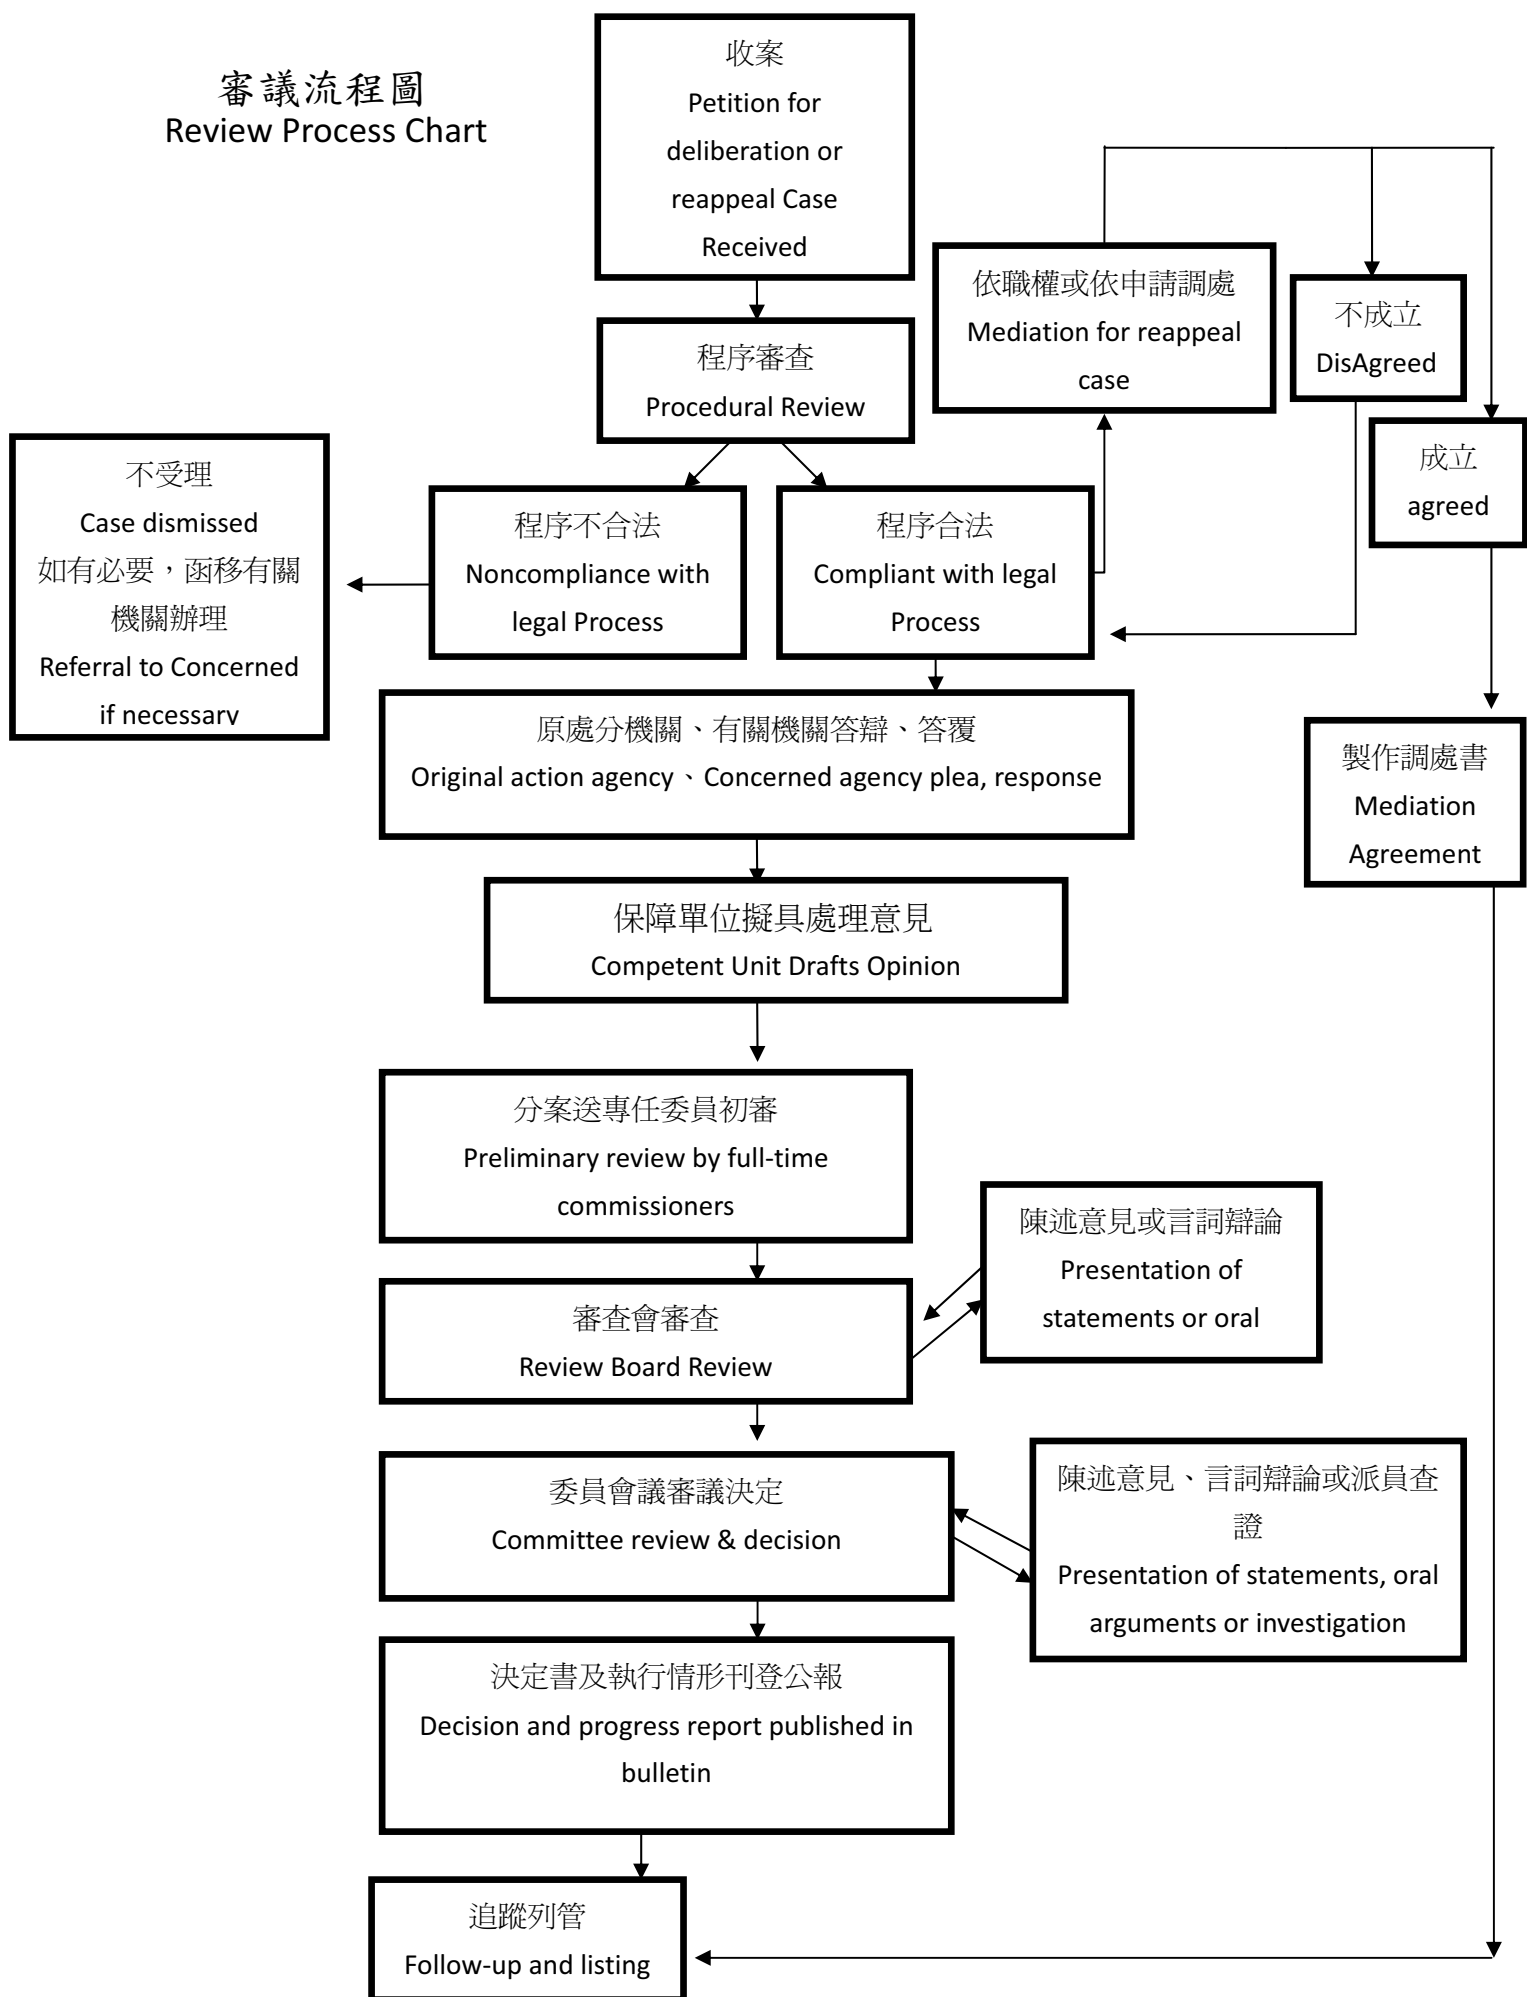 審議流程圖
Review Process Chart
收案
Petition for
deliberation or
reappeal Case
Received
程序審查
Procedural Review
依職權或依申請調處
Mediation for reappeal
case
不成立
DisAgreed
成立
agreed
不受理
Case dismissed
如有必要，函移有關
機關辦理
Referral to Concerned
if necessary
程序不合法
Noncompliance with
legal Process
程序合法
Compliant with legal
Process
原處分機關、有關機關答辯、答覆
Original action agency、Concerned agency plea, response
製作調處書
Mediation
Agreement
保障單位擬具處理意見
Competent Unit Drafts Opinion
分案送專任委員初審
Preliminary review by full-time
commissioners
陳述意見或言詞辯論
Presentation of
statements or oral
審查會審查
Review Board Review
委員會議審議決定
Committee review & decision
陳述意見、言詞辯論或派員查
證
Presentation of statements, oral
arguments or investigation
決定書及執行情形刊登公報
Decision and progress report published in
bulletin
追蹤列管
Follow-up and listing